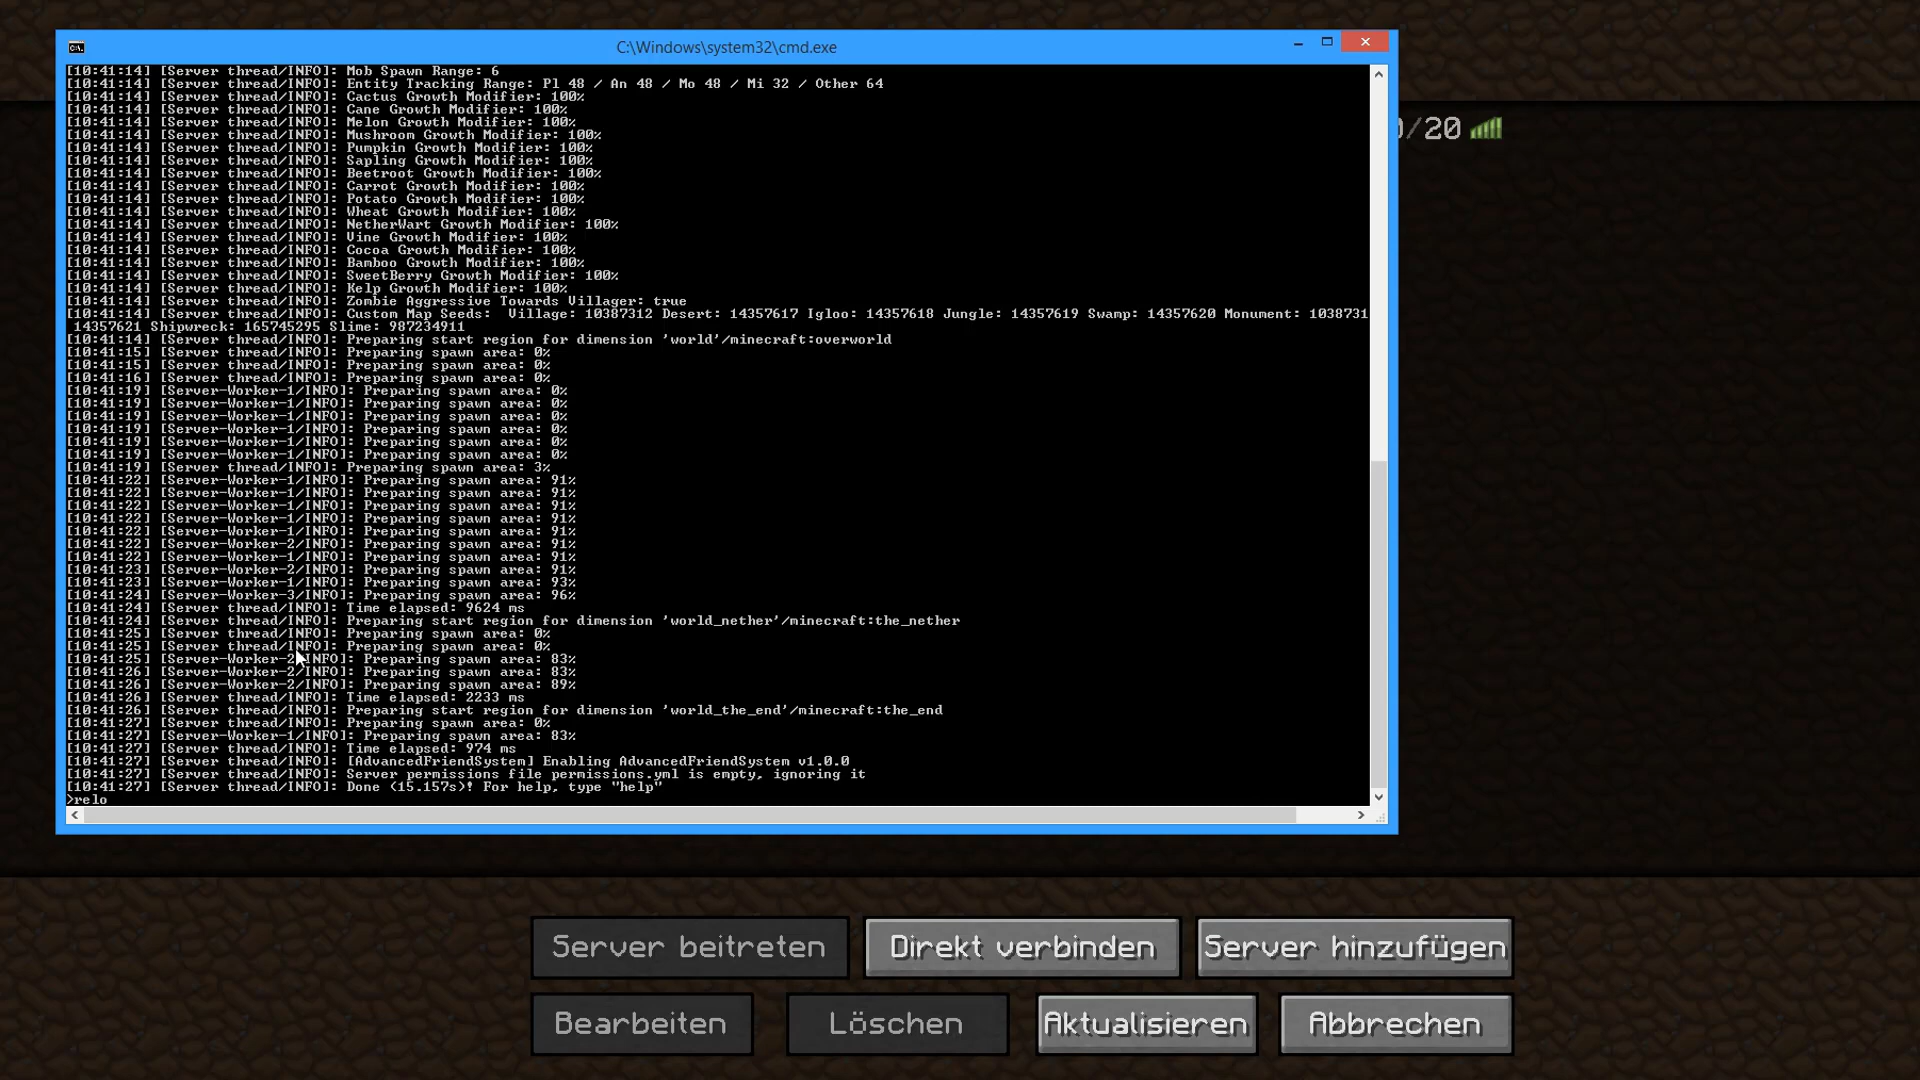 C:\Windows\system32\cmd.exe
[10:41:14] [Server thread/INFO]: Mob Spawn Range: 6
[10:41:14] [Server thread/INFO]: Entity Tracking Range: Pl 48 / An 48 / Mo 48 / Mi 32 / Other 64
[10:41:14] [Server thread/INFO]: Cactus Growth Modifier: 100%
[10:41:14] [Server thread/INFO]: Cane Growth Modifier: 100%
[10:41:14] [Server thread/INFO]: Melon Growth Modifier: 100%
[10:41:14] [Server thread/INFO]: Mushroom Growth Modifier: 100%
[10:41:14] [Server thread/INFO]: Pumpkin Growth Modifier: 100%
[10:41:14] [Server thread/INFO]: Sapling Growth Modifier: 100%
[10:41:14] [Server thread/INFO]: Beetroot Growth Modifier: 100%
[10:41:14] [Server thread/INFO]: Carrot Growth Modifier: 100%
[10:41:14] [Server thread/INFO]: Potato Growth Modifier: 100%
[10:41:14] [Server thread/INFO]: Wheat Growth Modifier: 100%
[10:41:14] [Server thread/INFO]: NetherWart Growth Modifier: 100%
[10:41:14] [Server thread/INFO]: Vine Growth Modifier: 100%
[10:41:14] [Server thread/INFO]: Cocoa Growth Modifier: 100%
[10:41:14] [Server thread/INFO]: Bamboo Growth Modifier: 100%
[10:41:14] [Server thread/INFO]: SweetBerry Growth Modifier: 100%
[10:41:14] [Server thread/INFO]: Kelp Growth Modifier: 100%
[10:41:14] [Server thread/INFO]: Zombie Aggressive Towards Villager: true
[10:41:14] [Server thread/INFO]: Custom Map Seeds:  Village: 10387312 Desert: 14357617 Igloo: 14357618 Jungle: 14357619 Swamp: 14357620 Monument: 1038731
14357621 Shipwreck: 165745295 Slime: 987234911
[10:41:14] [Server thread/INFO]: Preparing start region for dimension 'world'/minecraft:overworld
[10:41:15] [Server thread/INFO]: Preparing spawn area: 0%
[10:41:15] [Server thread/INFO]: Preparing spawn area: 0%
[10:41:16] [Server thread/INFO]: Preparing spawn area: 0%
[10:41:19] [Server-Worker-1/INFO]: Preparing spawn area: 0%
[10:41:19] [Server-Worker-1/INFO]: Preparing spawn area: 0%
[10:41:19] [Server-Worker-1/INFO]: Preparing spawn area: 0%
[10:41:19] [Server-Worker-1/INFO]: Preparing spawn area: 0%
[10:41:19] [Server-Worker-1/INFO]: Preparing spawn area: 0%
[10:41:19] [Server-Worker-1/INFO]: Preparing spawn area: 0%
[10:41:19] [Server thread/INFO]: Preparing spawn area: 3%
[10:41:22] [Server-Worker-1/INFO]: Preparing spawn area: 91%
[10:41:22] [Server-Worker-1/INFO]: Preparing spawn area: 91%
[10:41:22] [Server-Worker-1/INFO]: Preparing spawn area: 91%
[10:41:22] [Server-Worker-1/INFO]: Preparing spawn area: 91%
[10:41:22] [Server-Worker-1/INFO]: Preparing spawn area: 91%
[10:41:22] [Server-Worker-2/INFO]: Preparing spawn area: 91%
[10:41:22] [Server-Worker-1/INFO]: Preparing spawn area: 91%
[10:41:23] [Server-Worker-2/INFO]: Preparing spawn area: 91%
[10:41:23] [Server-Worker-1/INFO]: Preparing spawn area: 93%
[10:41:24] [Server-Worker-3/INFO]: Preparing spawn area: 96%
[10:41:24] [Server thread/INFO]: Time elapsed: 9624 ms
[10:41:24] [Server thread/INFO]: Preparing start region for dimension 'world_nether'/minecraft:the_nether
[10:41:25] [Server thread/INFO]: Preparing spawn area: 0%
[10:41:25] [Server thread/INFO]: Preparing spawn area: 0%
[10:41:25] [Server-Worker-2/INFO]: Preparing spawn area: 83%
[10:41:26] [Server-Worker-2/INFO]: Preparing spawn area: 83%
[10:41:26] [Server-Worker-2/INFO]: Preparing spawn area: 89%
[10:41:26] [Server thread/INFO]: Time elapsed: 2233 ms
[10:41:26] [Server thread/INFO]: Preparing start region for dimension 'world_the_end'/minecraft:the_end
[10:41:27] [Server thread/INFO]: Preparing spawn area: 0%
[10:41:27] [Server-Worker-1/INFO]: Preparing spawn area: 83%
[10:41:27] [Server thread/INFO]: Time elapsed: 974 ms
[10:41:27] [Server thread/INFO]: [AdvancedFriendSystem] Enabling AdvancedFriendSystem v1.0.0
[10:41:27] [Server thread/INFO]: Server permissions file permissions.yml is empty, ignoring it
[10:41:27] [Server thread/INFO]: Done (15.157s)! For help, type "help"
>relo
/20
Server beitreten
Direkt verbinden
Server hinzufügen
Bearbeiten
Löschen
Aktualisieren
Abbrechen